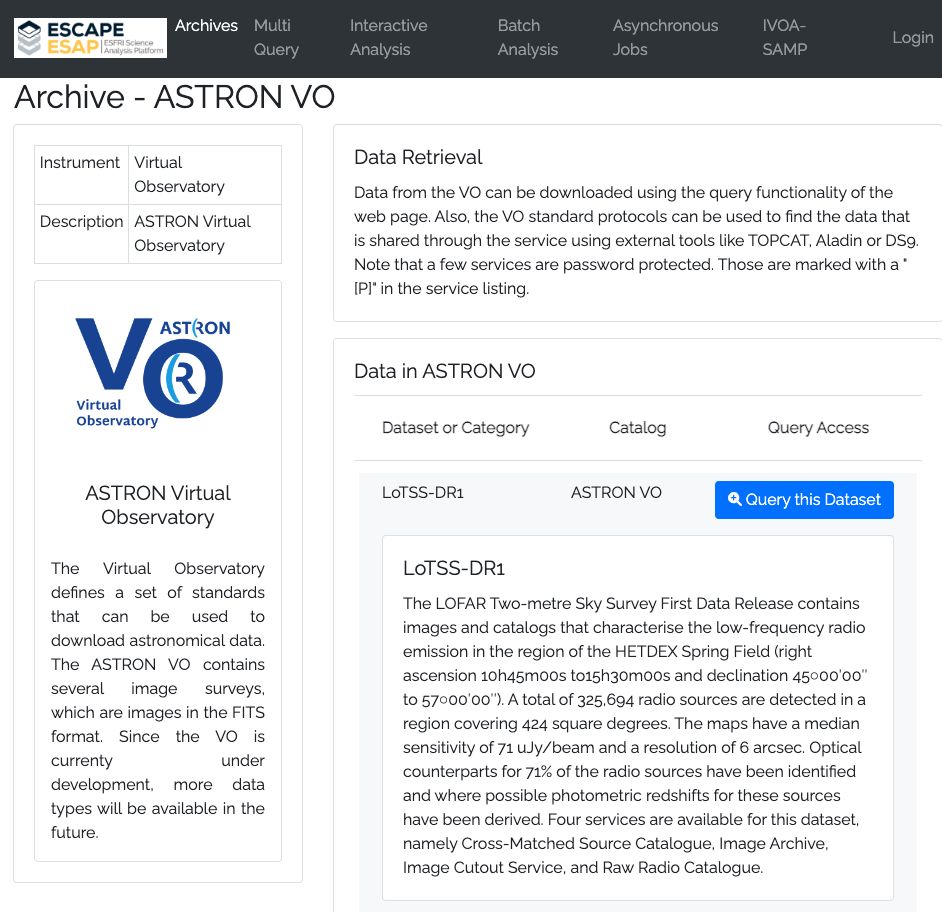 ESCAPE
ESAP ESFRI Science
Analysis Platform
Archives
Multi
Query
Interactive
Analysis
Batch
Analysis
Asynchronous
Jobs
IVOA-
SAMP
Login
Archive - ASTRON VO
Instrument Virtual
Observatory
Description ASTRON Virtual
Observatory
VO ASTRON
R
Virtual
Observatory
ASTRON Virtual
Observatory
The Virtual Observatory
defines a set of standards
that can be used to
download astronomical data.
The ASTRON VO contains
several image surveys,
which are images in the FITS
format. Since the VO is
currenty under
development, more data
types will be available in the
future.
Data Retrieval
Data from the VO can be downloaded using the query functionality of the
web page. Also, the VO standard protocols can be used to find the data that
is shared through the service using external tools like TOPCAT, Aladin or DS9.
Note that a few services are password protected. Those are marked with a "
[P]" in the service listing.
Data in ASTRON VO
Dataset or Category Catalog Query Access
LoTSS-DR1 ASTRON VO Query this Dataset
LoTSS-DR1
The LOFAR Two-metre Sky Survey First Data Release contains
images and catalogs that characterise the low-frequency radio
emission in the region of the HETDEX Spring Field (right
ascension 10h45m00s to15h30m00s and declination 45○00′00′′
to 57○00′00′′). A total of 325,694 radio sources are detected in a
region covering 424 square degrees. The maps have a median
sensitivity of 71 uJy/beam and a resolution of 6 arcsec. Optical
counterparts for 71% of the radio sources have been identified
and where possible photometric redshifts for these sources
have been derived. Four services are available for this dataset,
namely Cross-Matched Source Catalogue, Image Archive,
Image Cutout Service, and Raw Radio Catalogue.